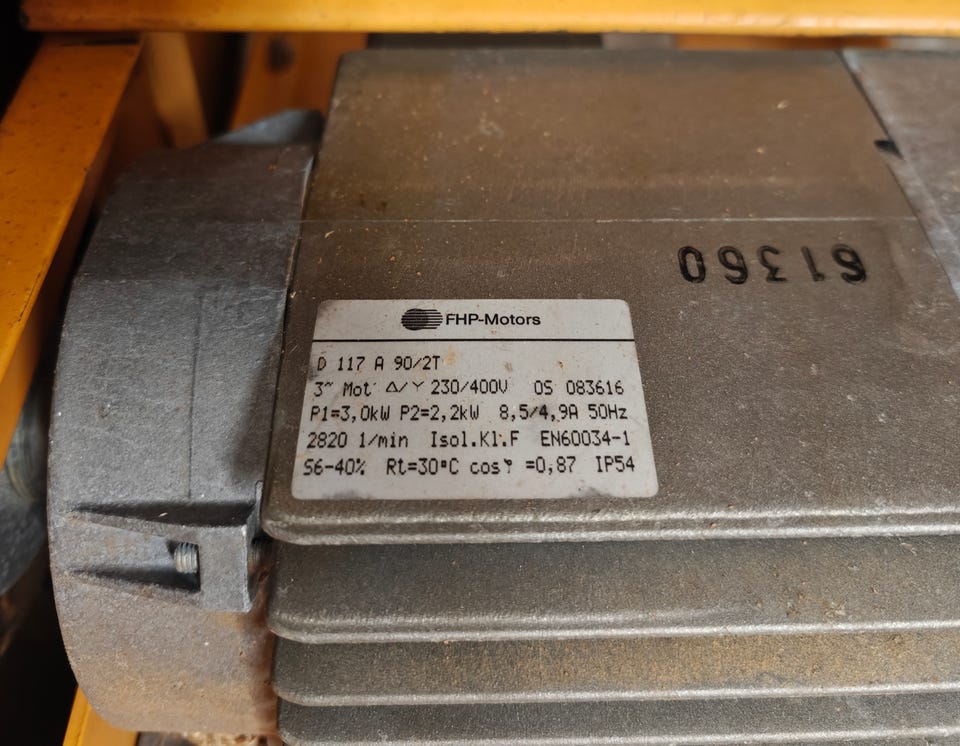 61360
FHP-Motors
D 117 A 90/2T
3~ Mot Δ/Y 230/400V OS 083616
P1=3,0kW P2=2,2kW 8,5/4,9A 50Hz
2820 1/min Isol.Kl.F EN60034-1
S6-40% Rt=30°C cosφ =0,87 IP54